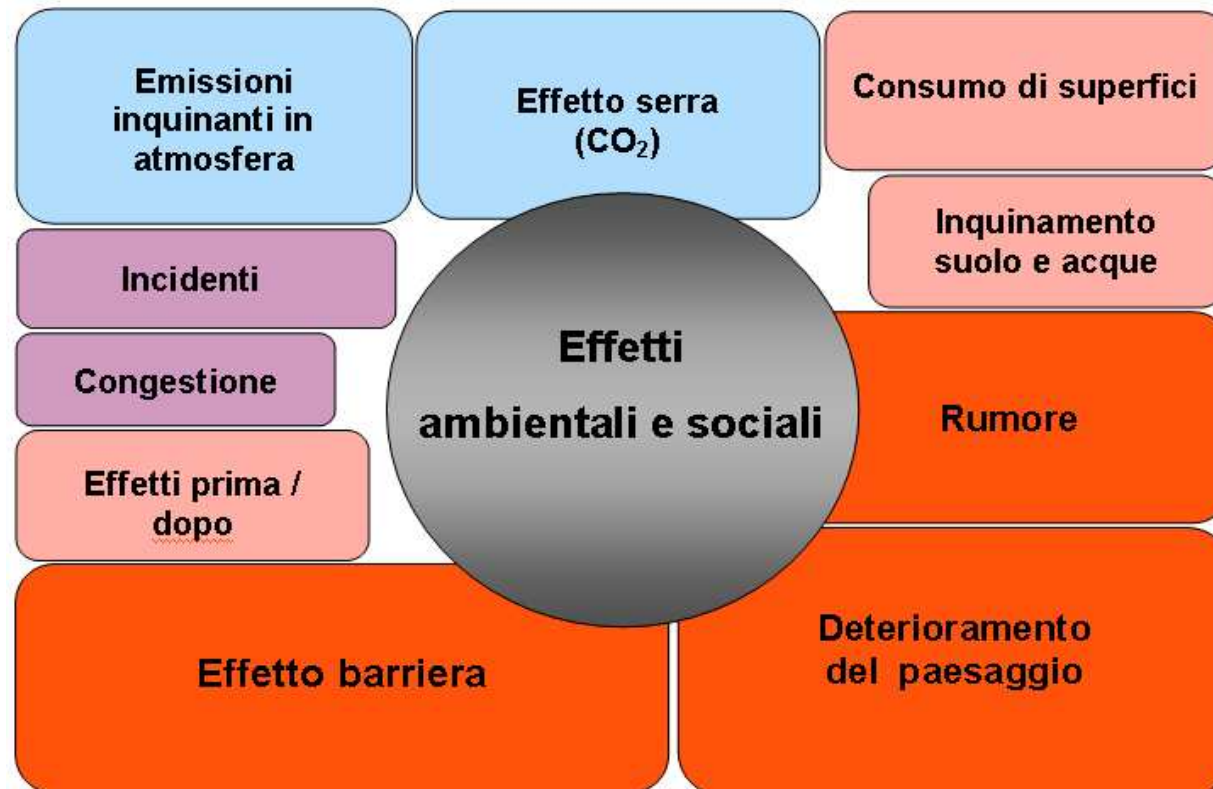 Emissioni
inquinanti in
atmosfera
Effetto serra
(CO₂)
Consumo di superfici
Inquinamento
suolo e acque
Incidenti
Effetti
ambientali e sociali
Congestione
Rumore
Effetti prima /
dopo
Effetto barriera
Deterioramento
del paesaggio